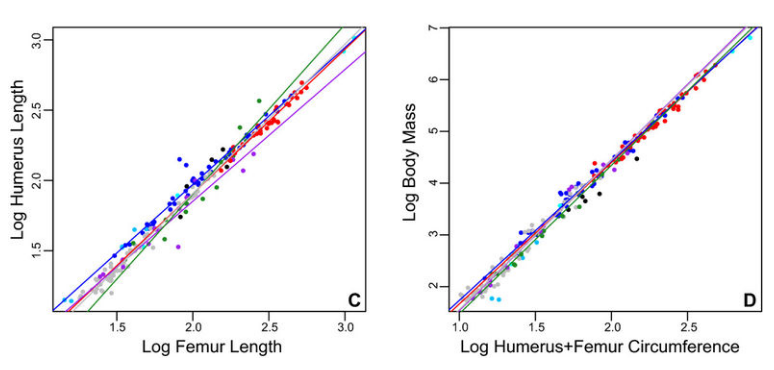 Log Humerus Length
3.0
2.5
2.0
1.5
C
1.5 2.0 2.5 3.0
Log Femur Length
Log Body Mass
7
6
5
4
3
2
D
1.0 1.5 2.0 2.5
Log Humerus+Femur Circumference